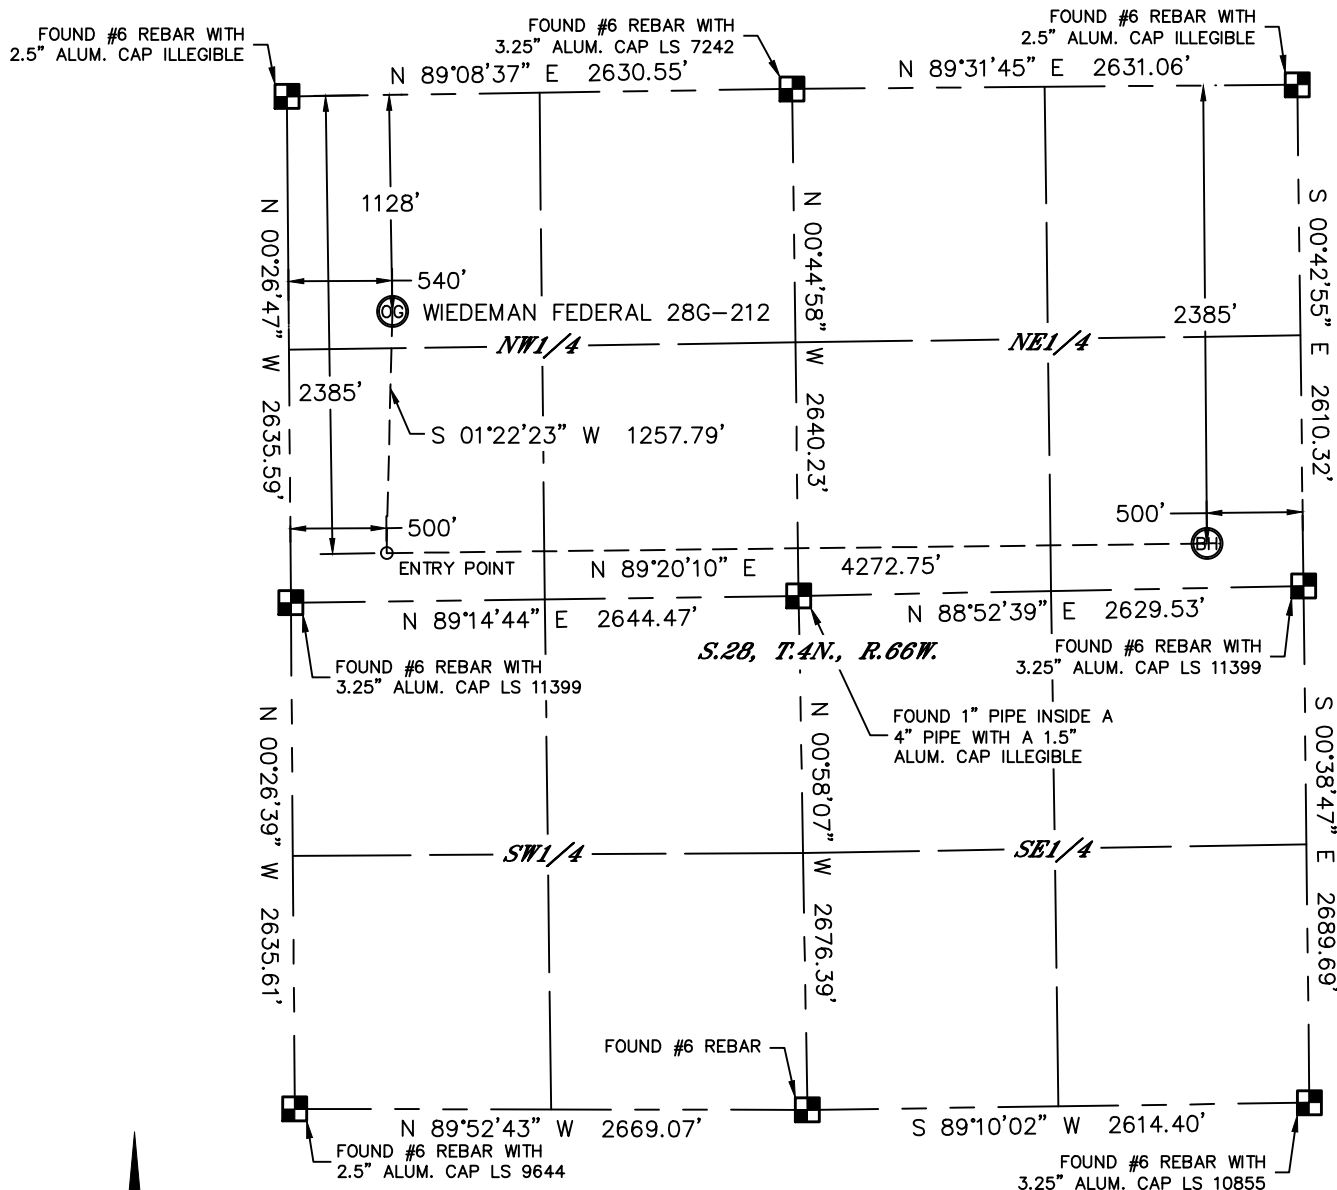 FOUND #6 REBAR WITH
2.5" ALUM. CAP ILLEGIBLE
FOUND #6 REBAR WITH
3.25" ALUM. CAP LS 7242
FOUND #6 REBAR WITH
2.5" ALUM. CAP ILLEGIBLE
N 89°08'37" E 2630.55'
N 89°31'45" E 2631.06'
1128'
540'
OG WIEDEMAN FEDERAL 28G-212
2385'
N 00°26'47" W 2635.59'
N 00°44'58" W 2640.23'
S 00°42'55" E 2610.32'
2385'
NW1/4
NE1/4
S 01°22'23" W 1257.79'
500'
500'
BH
ENTRY POINT
N 89°20'10" E 4272.75'
N 89°14'44" E 2644.47'
N 88°52'39" E 2629.53'
S.28, T.4N., R.66W.
FOUND #6 REBAR WITH
3.25" ALUM. CAP LS 11399
FOUND #6 REBAR WITH
3.25" ALUM. CAP LS 11399
FOUND 1" PIPE INSIDE A
4" PIPE WITH A 1.5"
ALUM. CAP ILLEGIBLE
N 00°26'39" W 2635.61'
N 00°58'07" W 2676.39'
S 00°38'47" E 2689.69'
SW1/4
SE1/4
FOUND #6 REBAR
N 89°52'43" W 2669.07'
S 89°10'02" W 2614.40'
FOUND #6 REBAR WITH
2.5" ALUM. CAP LS 9644
FOUND #6 REBAR WITH
3.25" ALUM. CAP LS 10855